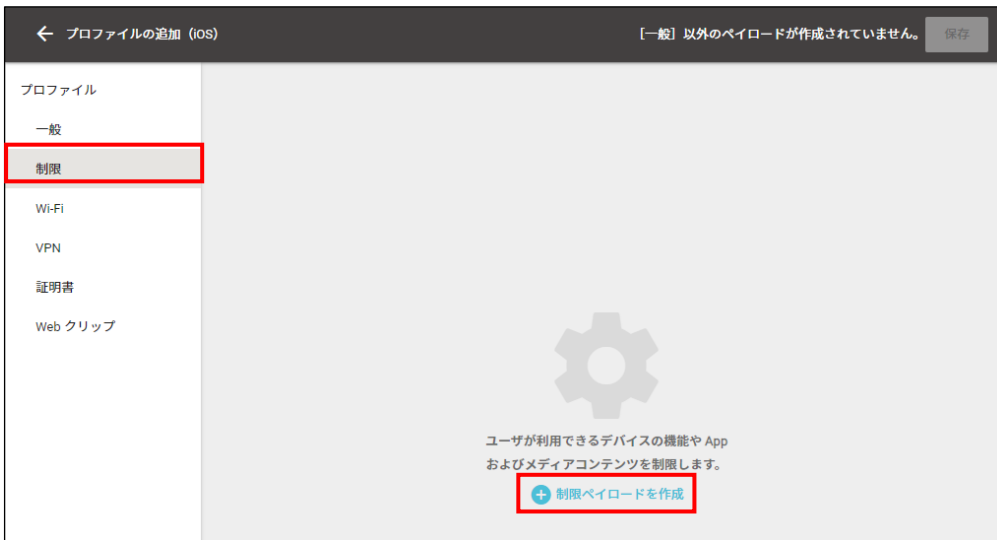 プロファイルの追加（iOS）
［一般］以外のペイロードが作成されていません。
保存
プロファイル
一般
制限
Wi-Fi
VPN
証明書
Web クリップ
ユーザが利用できるデバイスの機能や App
およびメディアコンテンツを制限します。
制限ペイロードを作成